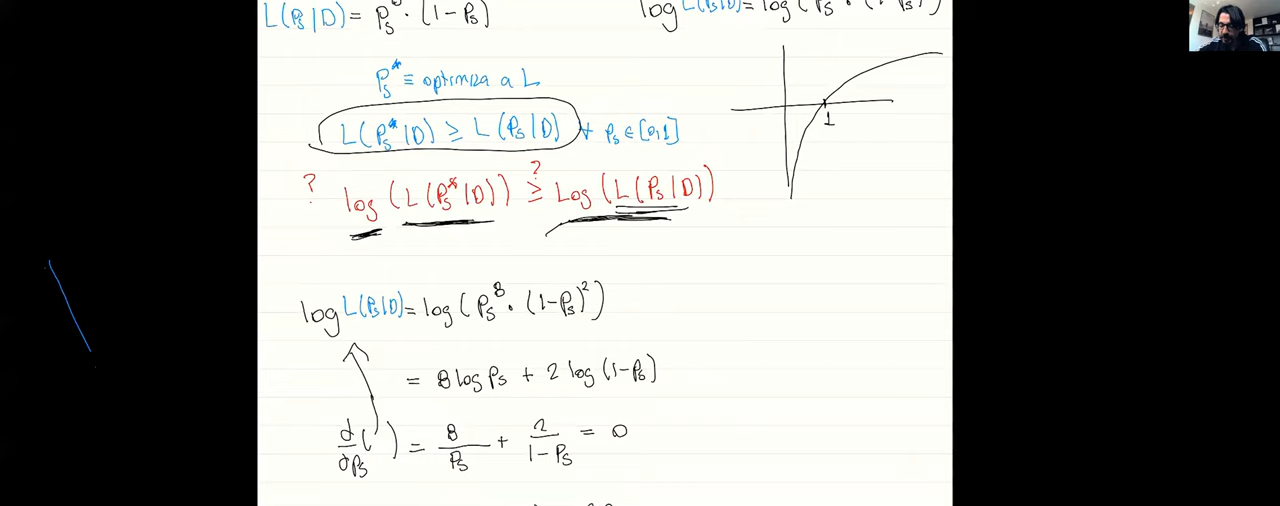 L(Ps|D) = Ps^8 · (1-Ps)
log L(Ps|D) = log(Ps · (1-Ps)²)
Ps* ≡ optimiza a L
L(Ps*|D) ≥ L(Ps|D) ∀ Ps ∈ [0,1]
1
? log (L(Ps*|D)) ≥? Log (L(Ps|D))
log L(Ps|D) = log(Ps^8 · (1-Ps)^2)
= 8 log Ps + 2 log (1-Ps)
d/dPs ( ) = 8/Ps + 2/(1-Ps) = 0